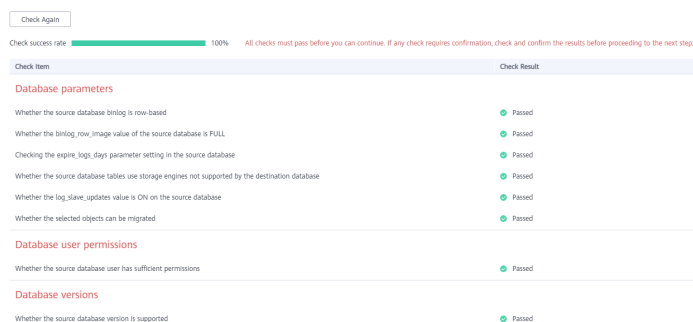 Check Again
Check success rate 100% All checks must pass before you can continue. If any check requires confirmation, check and confirm the results before proceeding to the next step.
Check Item Check Result
Database parameters
Whether the source database binlog is row-based Passed
Whether the binlog_row_image value of the source database is FULL Passed
Checking the expire_logs_days parameter setting in the source database Passed
Whether the source database tables use storage engines not supported by the destination database Passed
Whether the log_slave_updates value is ON on the source database Passed
Whether the selected objects can be migrated Passed
Database user permissions
Whether the source database user has sufficient permissions Passed
Database versions
Whether the source database version is supported Passed